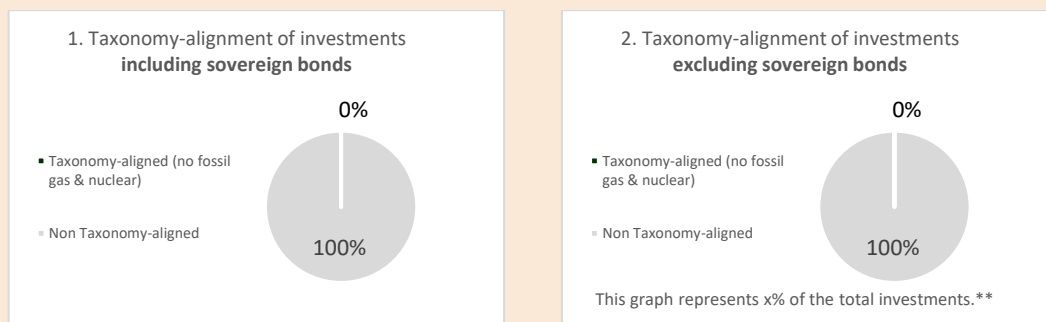 1. Taxonomy-alignment of investments
including sovereign bonds
0%
Taxonomy-aligned (no fossil
gas & nuclear)
Non Taxonomy-aligned
100%
2. Taxonomy-alignment of investments
excluding sovereign bonds
0%
Taxonomy-aligned (no fossil
gas & nuclear)
Non Taxonomy-aligned
100%
This graph represents x% of the total investments.**